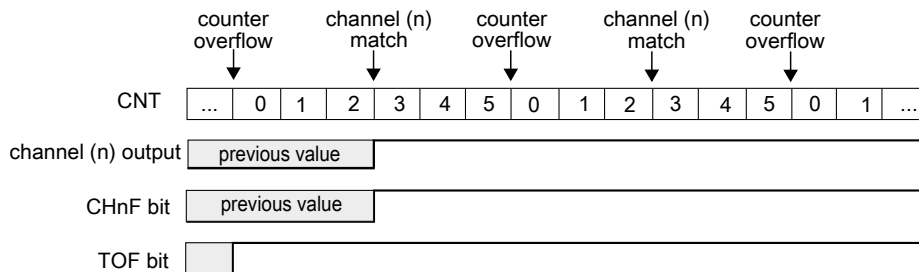 counter overflow
channel (n) match
counter overflow
channel (n) match
counter overflow
CNT ... 0 1 2 3 4 5 0 1 2 3 4 5 0 1 ...
channel (n) output previous value
CHnF bit previous value
TOF bit